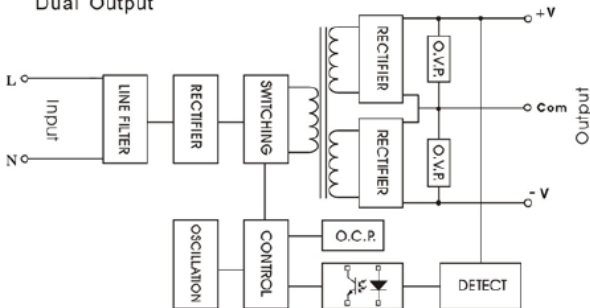 Dual Output
+V
RECTIFIER
O.V.P.
L
Input
N
LINE FILTER
RECTIFIER
SWITCHING
Com
Output
RECTIFIER
O.V.P.
- V
OSCILLATION
CONTROL
O.C.P.
DETECT